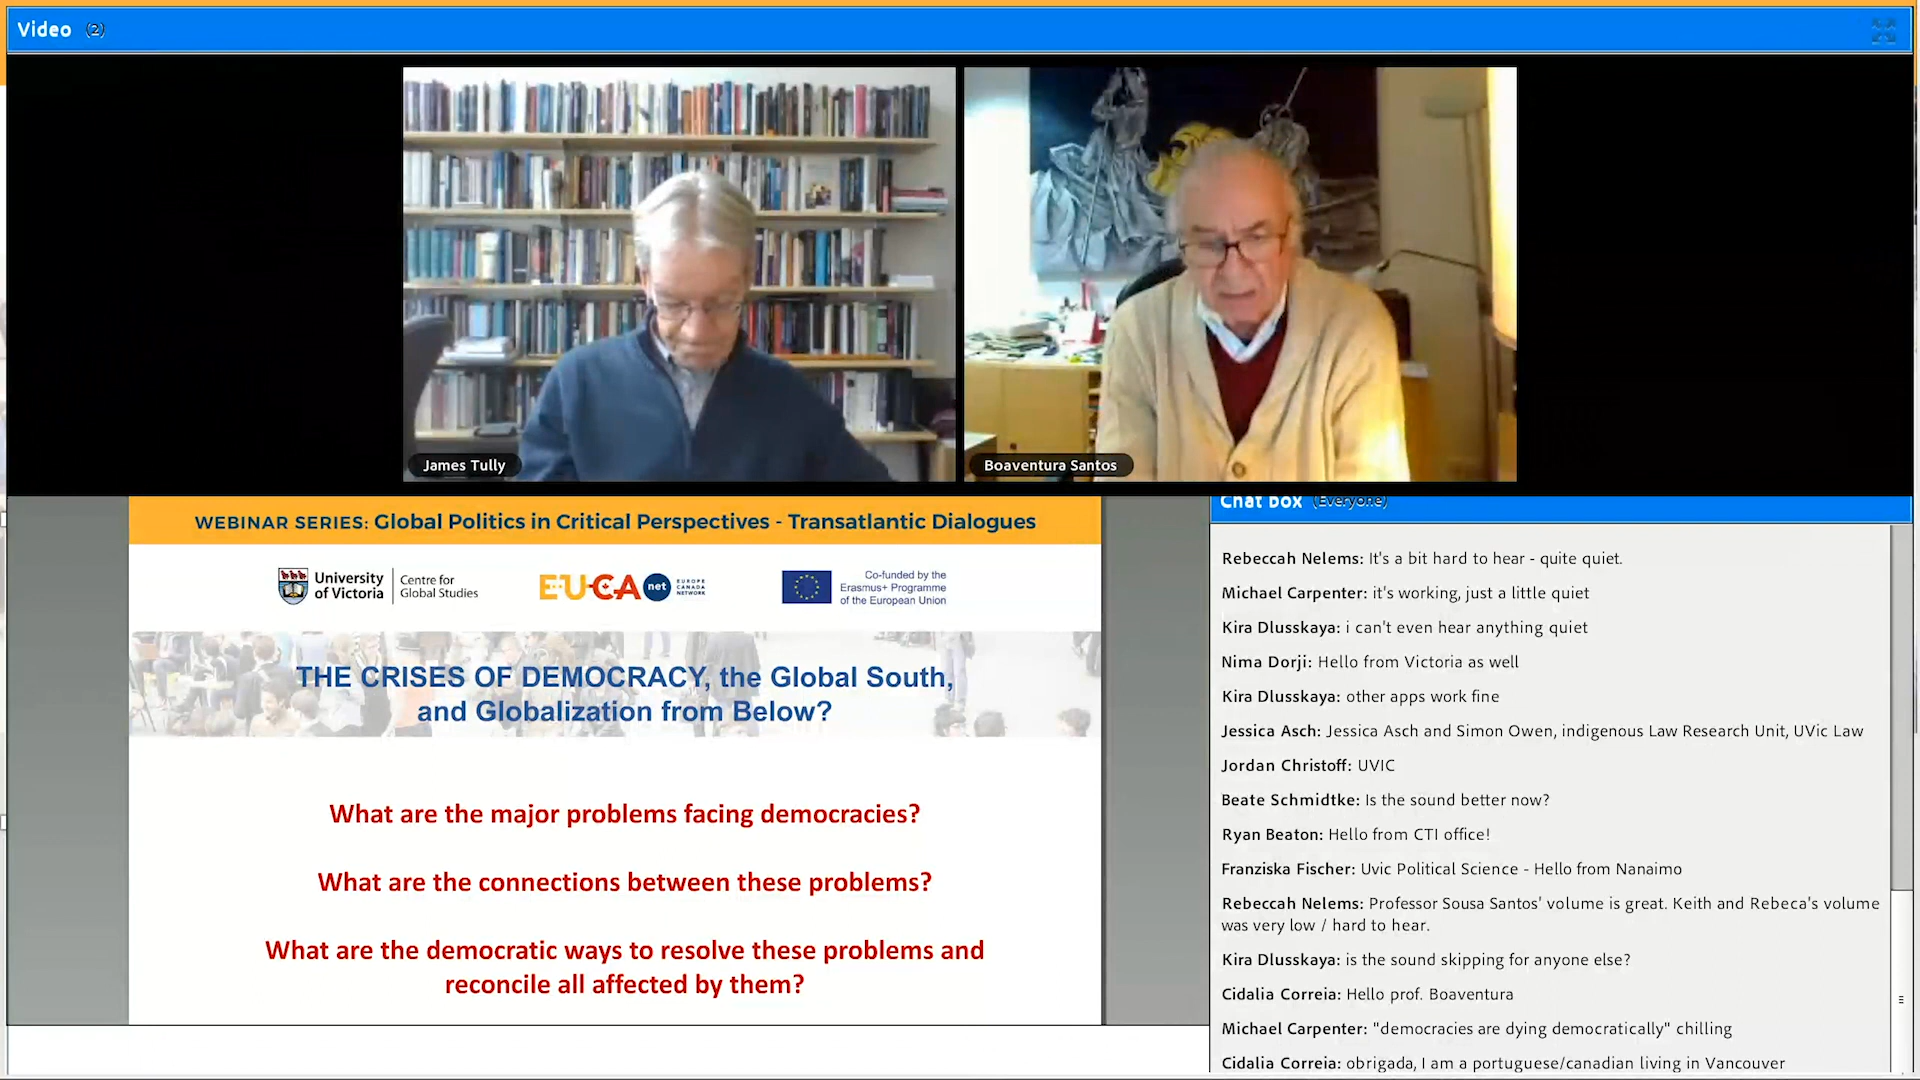 Video (2)
James Tully
Boaventura Santos
WEBINAR SERIES: Global Politics in Critical Perspectives - Transatlantic Dialogues
University
of Victoria
Centre for
Global Studies
EUCA net
EUROPE
CANADA
NETWORK
Co-funded by the
Erasmus+ Programme
of the European Union
THE CRISES OF DEMOCRACY, the Global South,
and Globalization from Below?
What are the major problems facing democracies?
What are the connections between these problems?
What are the democratic ways to resolve these problems and
reconcile all affected by them?
Chat box (Everyone)
Rebeccah Nelems: It's a bit hard to hear - quite quiet.
Michael Carpenter: it's working, just a little quiet
Kira Dlusskaya: i can't even hear anything quiet
Nima Dorji: Hello from Victoria as well
Kira Dlusskaya: other apps work fine
Jessica Asch: Jessica Asch and Simon Owen, indigenous Law Research Unit, UVic Law
Jordan Christoff: UVIC
Beate Schmidtke: Is the sound better now?
Ryan Beaton: Hello from CTI office!
Franziska Fischer: Uvic Political Science - Hello from Nanaimo
Rebeccah Nelems: Professor Sousa Santos' volume is great. Keith and Rebeca's volume
was very low / hard to hear.
Kira Dlusskaya: is the sound skipping for anyone else?
Cidalia Correia: Hello prof. Boaventura
Michael Carpenter: "democracies are dying democratically" chilling
Cidalia Correia: obrigada, I am a portuguese/canadian living in Vancouver